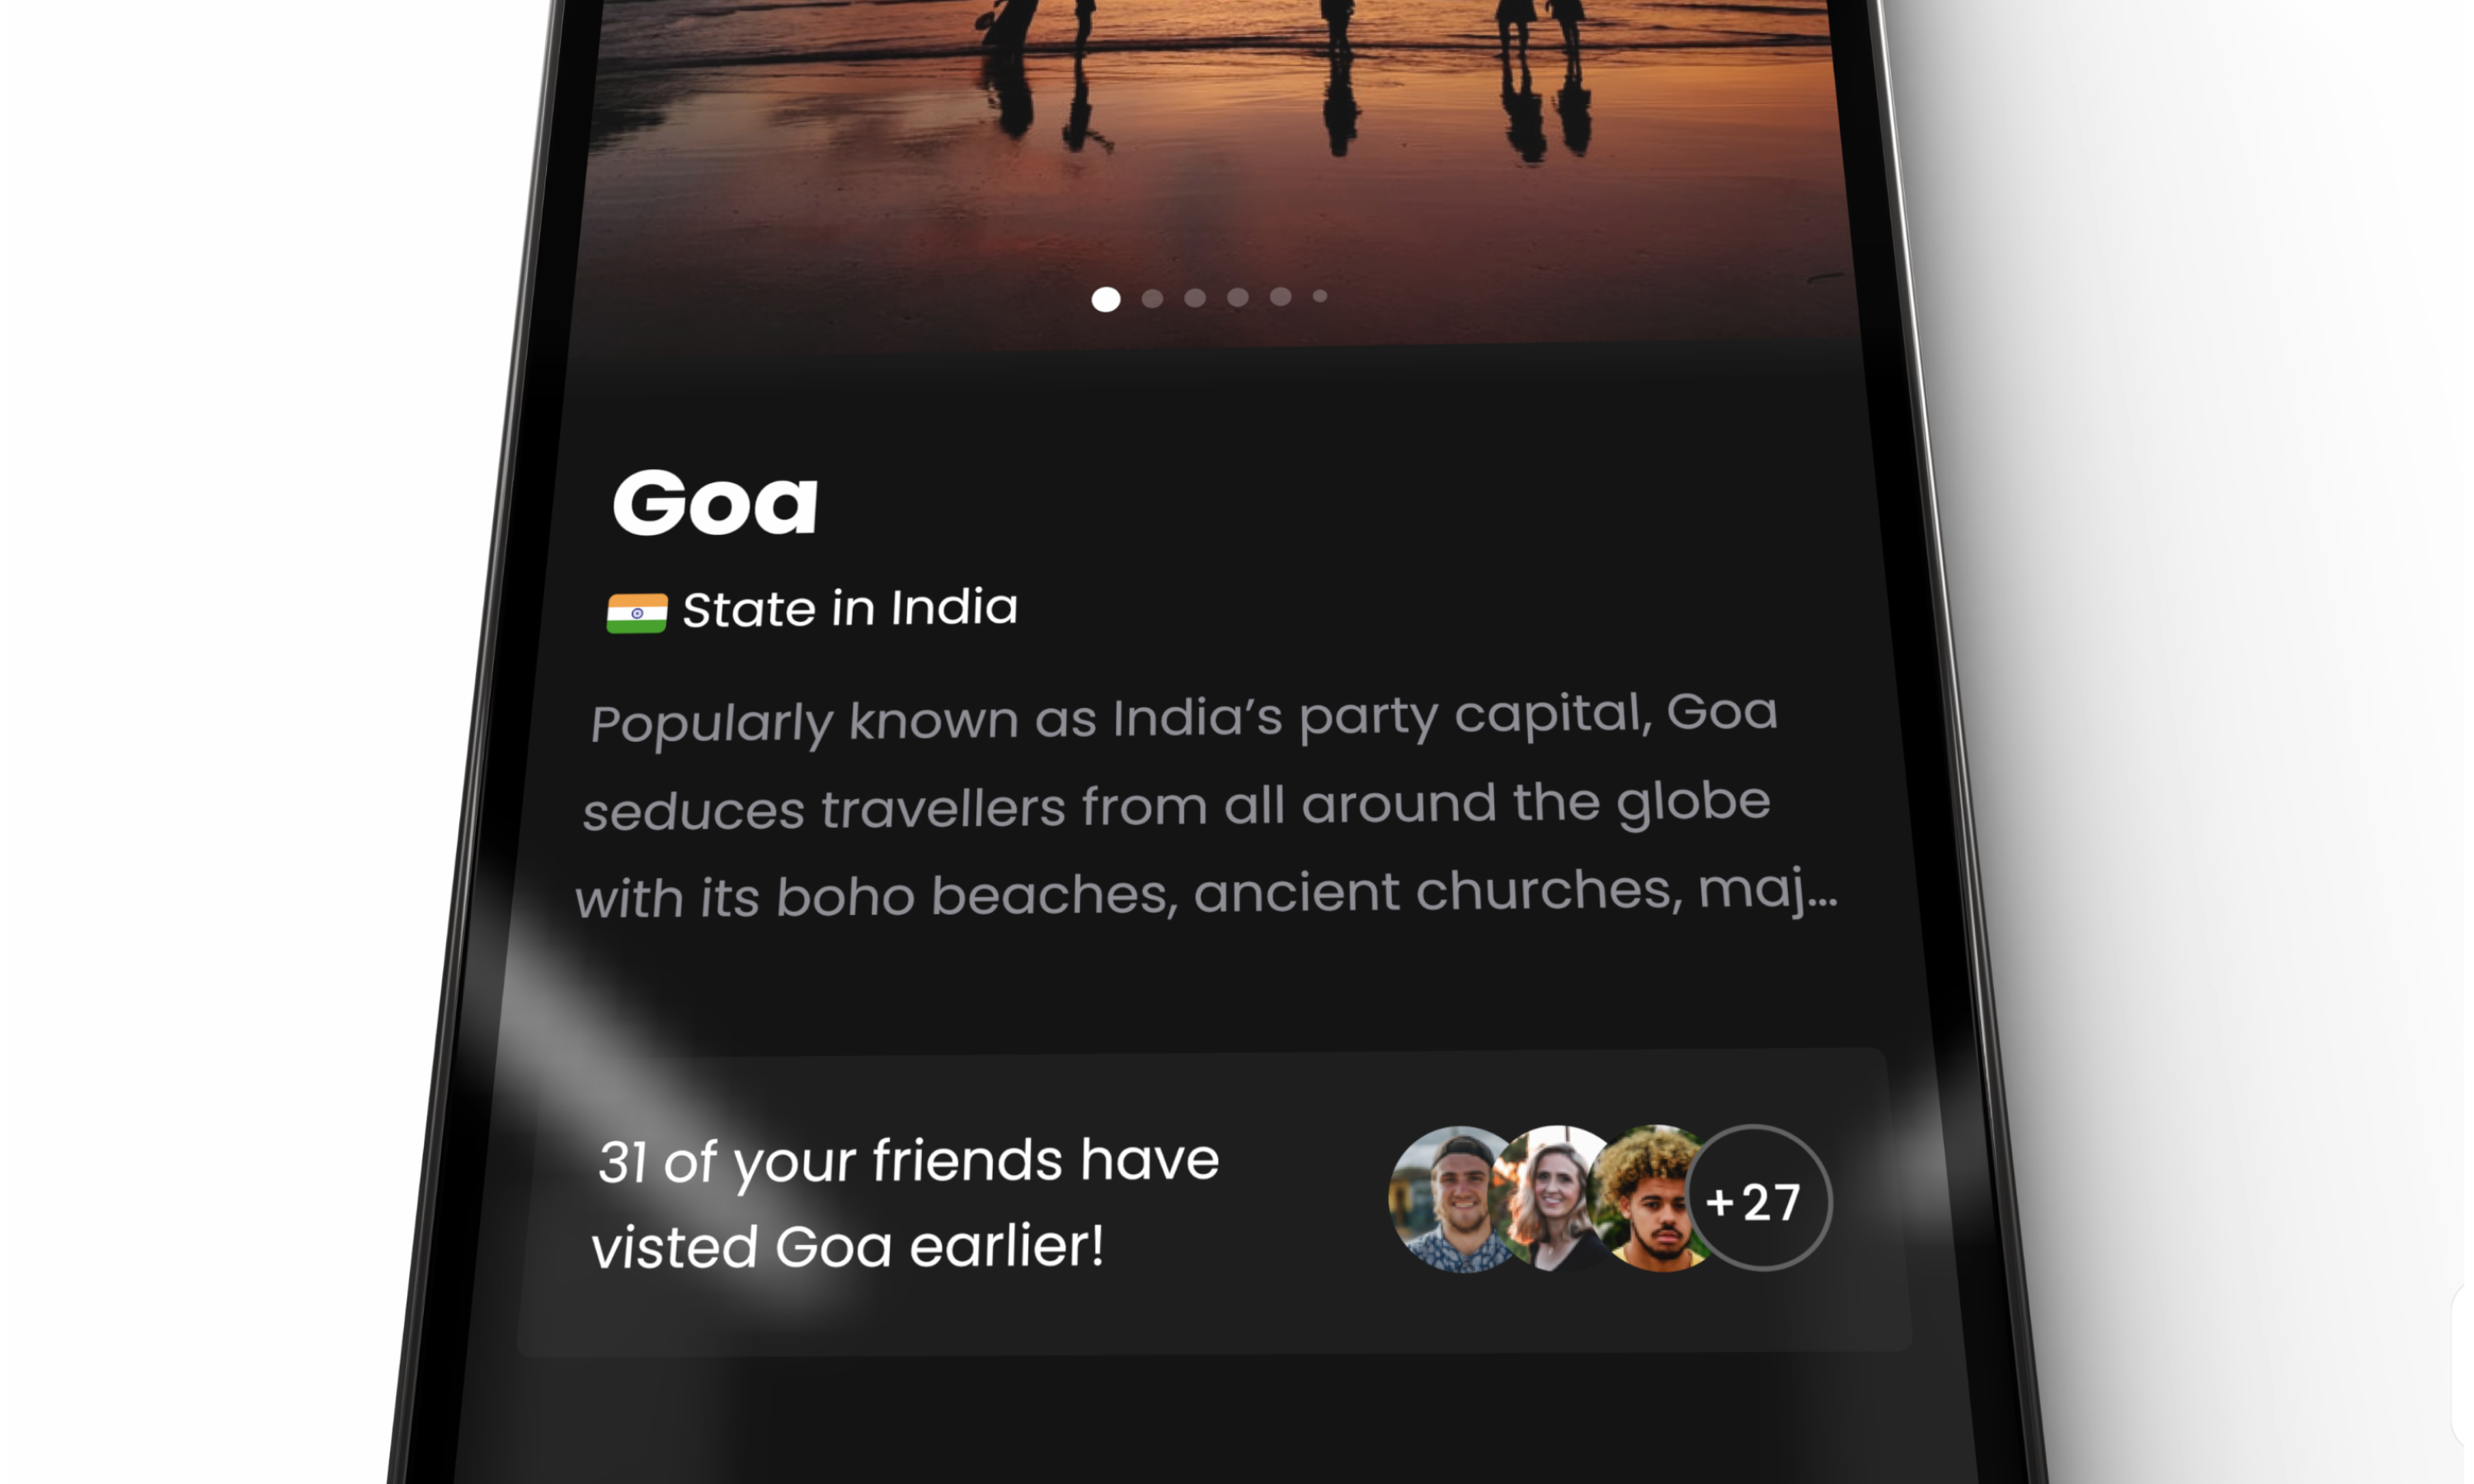 Goa
State in India
Popularly known as India’s party capital, Goa
seduces travellers from all around the globe
with its boho beaches, ancient churches, maj...
31 of your friends have
visted Goa earlier!
+27